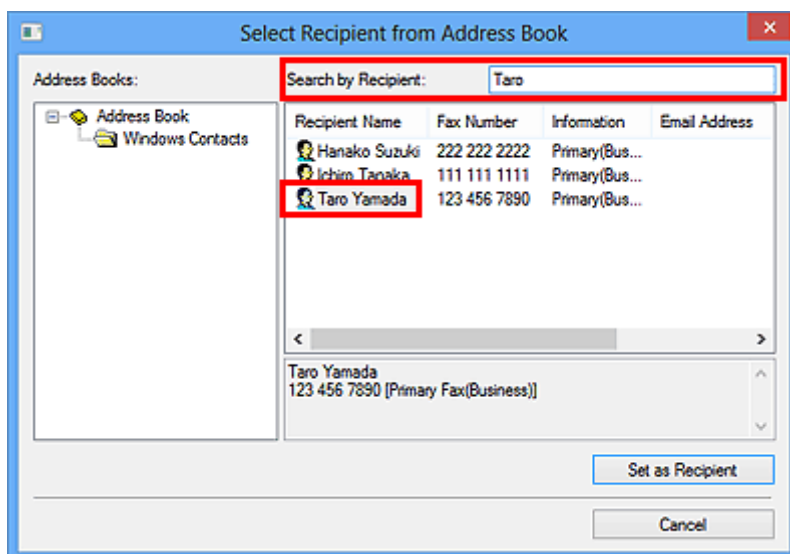 Select Recipient from Address Book
Address Books:
Search by Recipient: Taro
Address Book
Windows Contacts
Recipient Name Fax Number Information Email Address
Hanako Suzuki 222 222 2222 Primary(Bus...
Ichiro Tanaka 111 111 1111 Primary(Bus...
Taro Yamada 123 456 7890 Primary(Bus...
Taro Yamada
123 456 7890 [Primary Fax(Business)]
Set as Recipient
Cancel